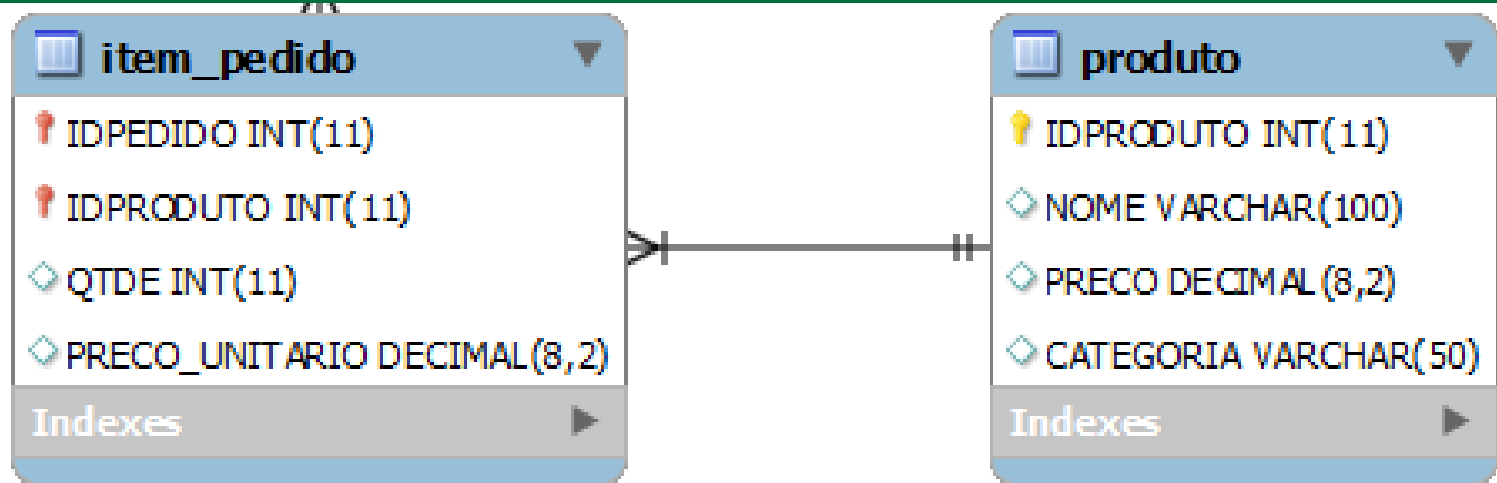 item_pedido
IDPEDIDO INT(11)
IDPRODUTO INT(11)
QTDE INT(11)
PRECO_UNITARIO DECIMAL(8,2)
Indexes
produto
IDPRODUTO INT(11)
NOME VARCHAR(100)
PRECO DECIMAL(8,2)
CATEGORIA VARCHAR(50)
Indexes